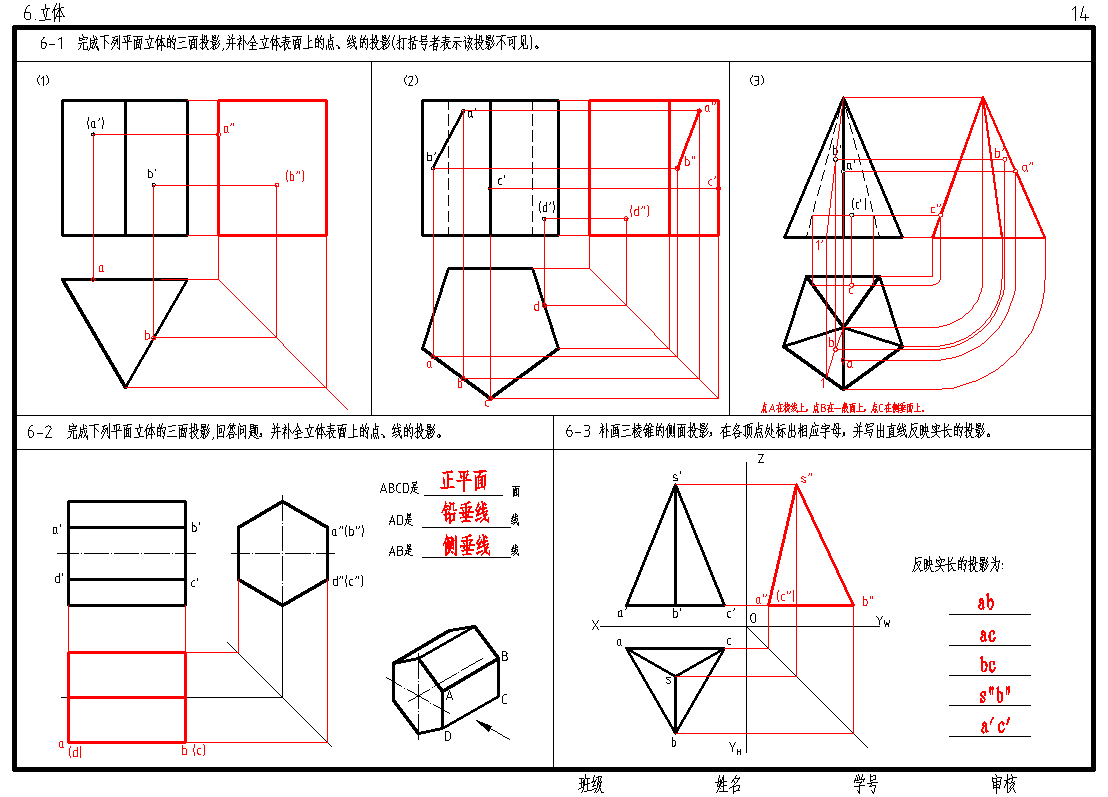 6.立体
14
6-1 完成下列平面立体的三面投影,并补全立体表面上的点、线的投影(打括号者表示该投影不可见)。
(1)
(2)
(3)
(a')
a"
b'
(b")
a
b
a'
a"
b'
b"
c'
c'
(d')
(d")
d
a
b
c
b'
b"
a'
a"
(c')
c"
1'
c
b
a
1
点A在棱线上，点B在一般面上，点C在侧垂面上。
6-2 完成下列平面立体的三面投影,回答问题，并补全立体表面上的点、线的投影。
a'
b'
a"(b")
d'
c'
d"(c")
a
(d)
b (c)
ABCD是 正平面 面
AD是 铅垂线 线
AB是 侧垂线 线
A
B
C
D
6-3 补画三棱锥的侧面投影，在各顶点处标出相应字母，并写出直线反映实长的投影。
Z
s'
s"
a'
b'
c'
a"
(c")
b"
X
O
YW
a
c
s
b
YH
反映实长的投影为:
ab
ac
bc
s"b"
a'c'
班级 姓名 学号 审核